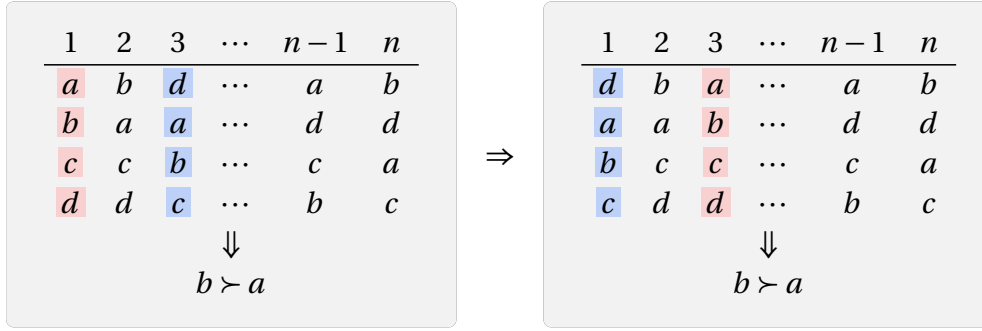 1 2 3 ⋯ n − 1 n
a b d ⋯ a b
b a a ⋯ d d
c c b ⋯ c a
d d c ⋯ b c
⇓
b ≻ a
⇒
1 2 3 ⋯ n − 1 n
d b a ⋯ a b
a a b ⋯ d d
b c c ⋯ c a
c d d ⋯ b c
⇓
b ≻ a